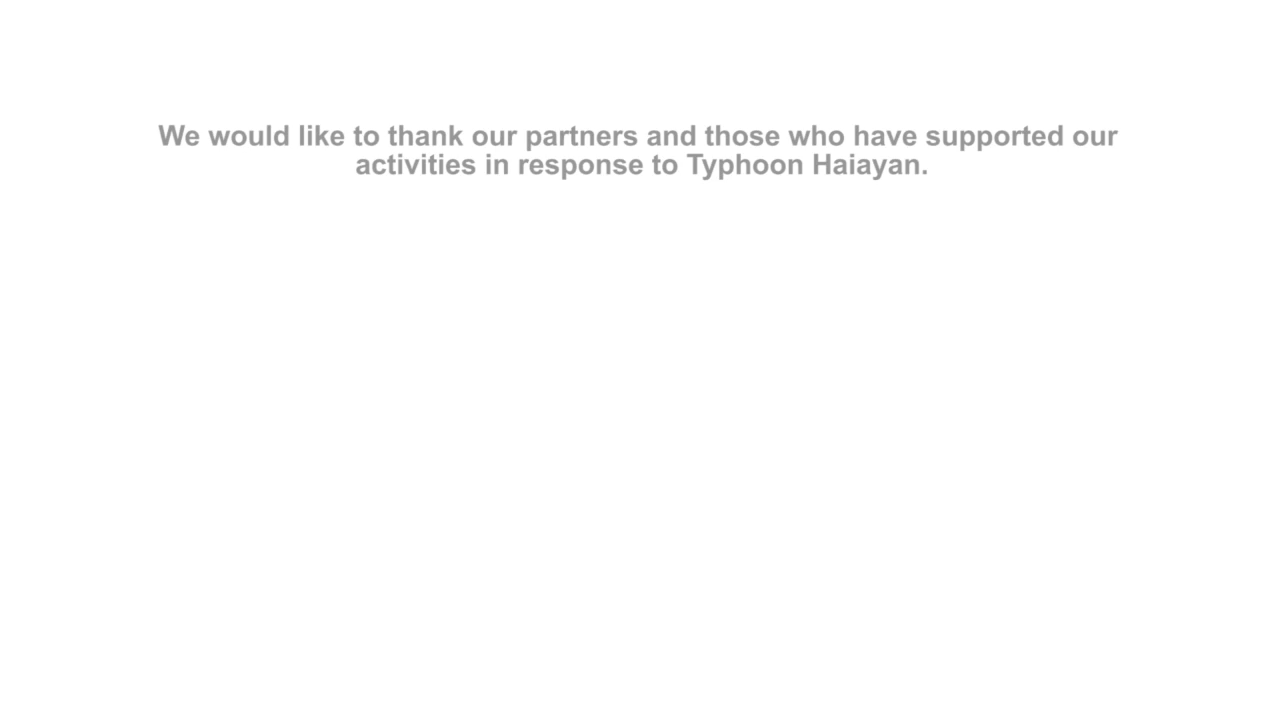 We would like to thank our partners and those who have supported our
activities in response to Typhoon Haiayan.